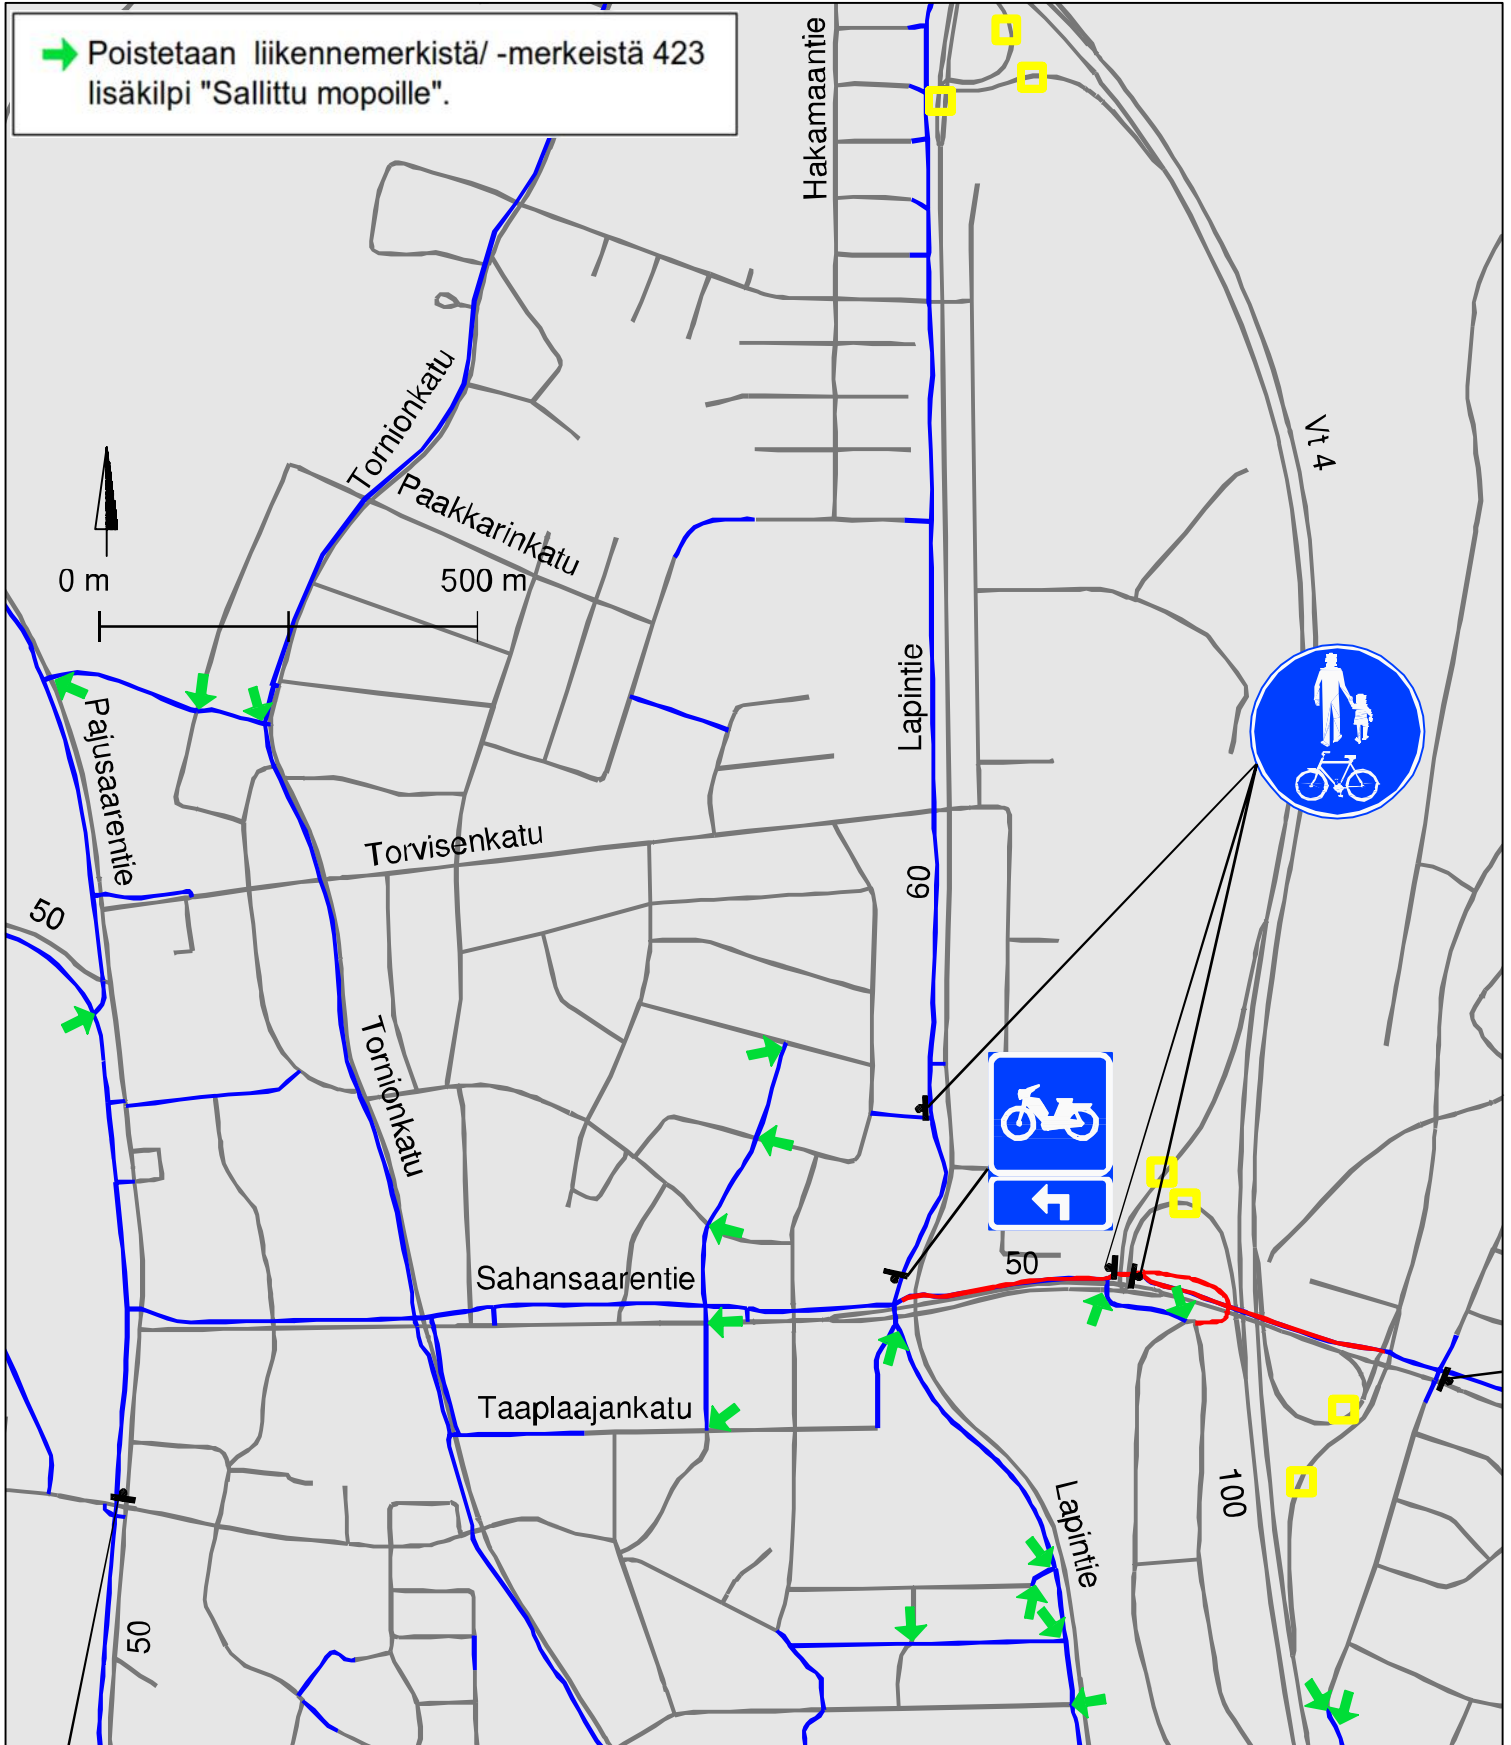 Poistetaan liikennemerkistä/ -merkeistä 423
lisäkilpi "Sallittu mopoille".
Hakamaantie
Vt 4
Tornionkatu
Paakkarinkatu
0 m
500 m
Lapintie
Pajusaarentie
Torvisenkatu
60
50
Tornionkatu
50
Sahansaarentie
Taaplaajankatu
Lapintie
100
50